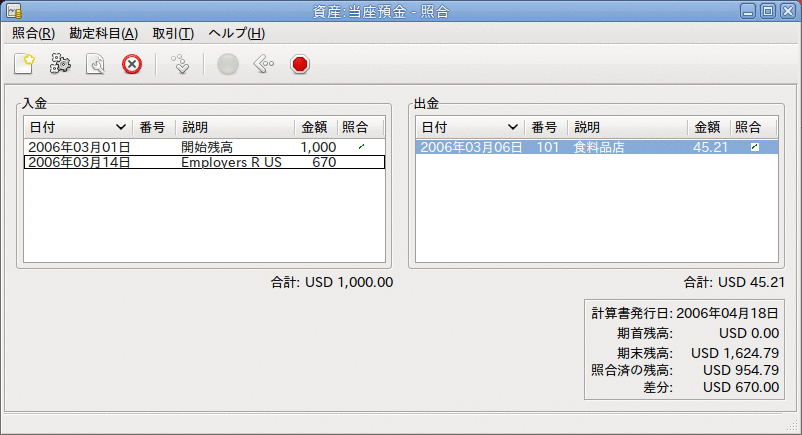 資産:当座預金 - 照合
照合(R) 勘定科目(A) 取引(T) ヘルプ(H)
入金
日付 番号 説明 金額 照合
2006年03月01日 開始残高 1,000
2006年03月14日 Employers R US 670
合計: USD 1,000.00
出金
日付 番号 説明 金額 照合
2006年03月06日 101 食料品店 45.21
合計: USD 45.21
計算書発行日: 2006年04月18日
期首残高: USD 0.00
期末残高: USD 1,624.79
照合済の残高: USD 954.79
差分: USD 670.00